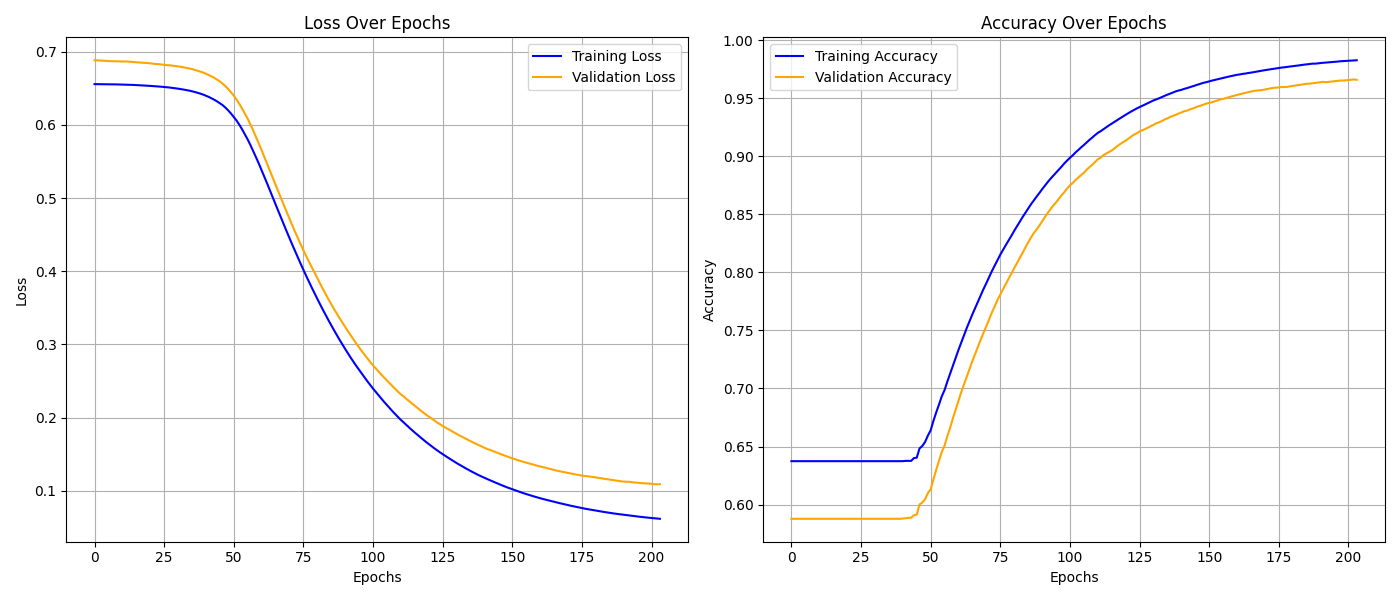 Loss Over Epochs
Training Loss
Validation Loss
0.7
0.6
0.5
0.4
0.3
0.2
0.1
Loss
0 25 50 75 100 125 150 175 200
Epochs
Accuracy Over Epochs
Training Accuracy
Validation Accuracy
1.00
0.95
0.90
0.85
0.80
0.75
0.70
0.65
0.60
Accuracy
0 25 50 75 100 125 150 175 200
Epochs